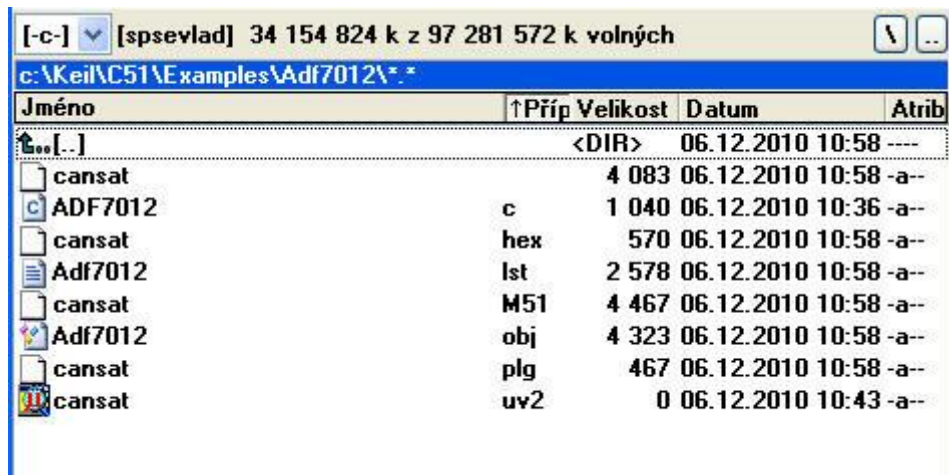 [-c-] [spsevlad] 34 154 824 k z 97 281 572 k volných \ ..
c:\Keil\C51\Examples\Adf7012\*.*
Jméno ↑Příp Velikost Datum Atrib
..[..] <DIR> 06.12.2010 10:58 ----
cansat 4 083 06.12.2010 10:58 -a--
ADF7012 c 1 040 06.12.2010 10:36 -a--
cansat hex 570 06.12.2010 10:58 -a--
Adf7012 lst 2 578 06.12.2010 10:58 -a--
cansat M51 4 467 06.12.2010 10:58 -a--
Adf7012 obj 4 323 06.12.2010 10:58 -a--
cansat plg 467 06.12.2010 10:58 -a--
cansat uv2 0 06.12.2010 10:43 -a--